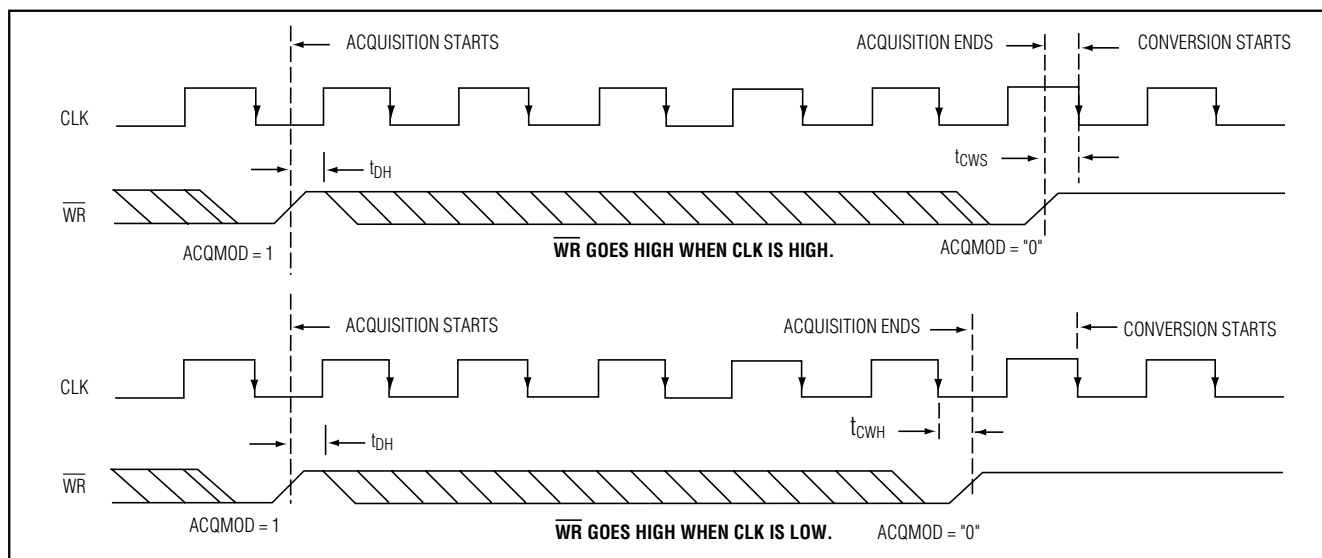 ACQUISITION STARTS
ACQUISITION ENDS
CONVERSION STARTS
CLK
tCWS
tDH
WR
ACQMOD = 1
WR GOES HIGH WHEN CLK IS HIGH.
ACQMOD = "0"
ACQUISITION STARTS
ACQUISITION ENDS
CONVERSION STARTS
CLK
tCWH
tDH
WR
ACQMOD = 1
WR GOES HIGH WHEN CLK IS LOW.
ACQMOD = "0"